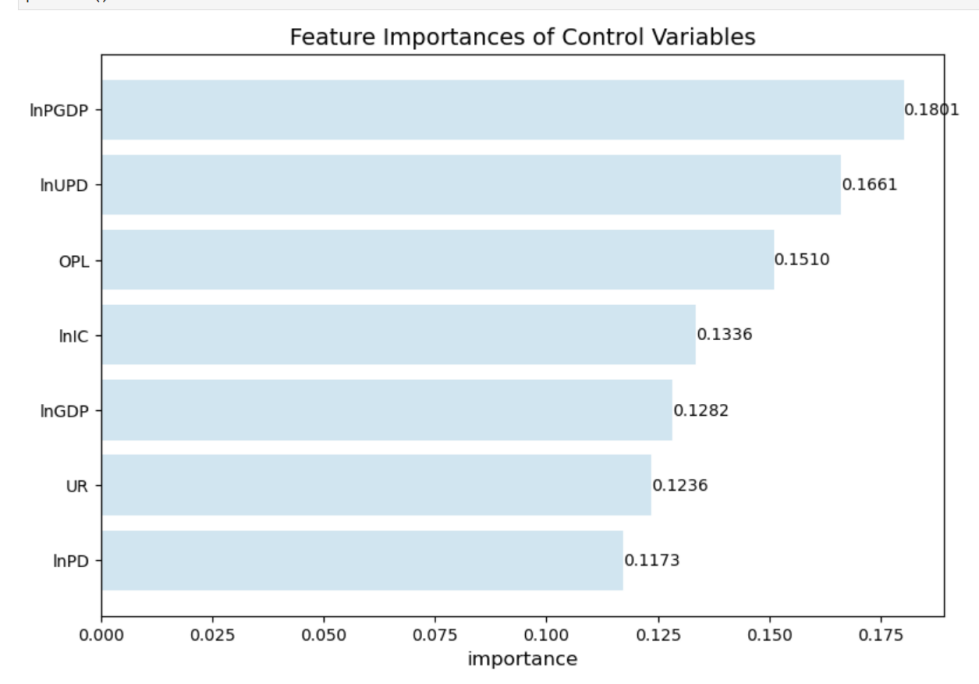 Feature Importances of Control Variables
lnPGDP 0.1801
lnUPD 0.1661
OPL 0.1510
lnIC 0.1336
lnGDP 0.1282
UR 0.1236
lnPD 0.1173
0.000 0.025 0.050 0.075 0.100 0.125 0.150 0.175
importance